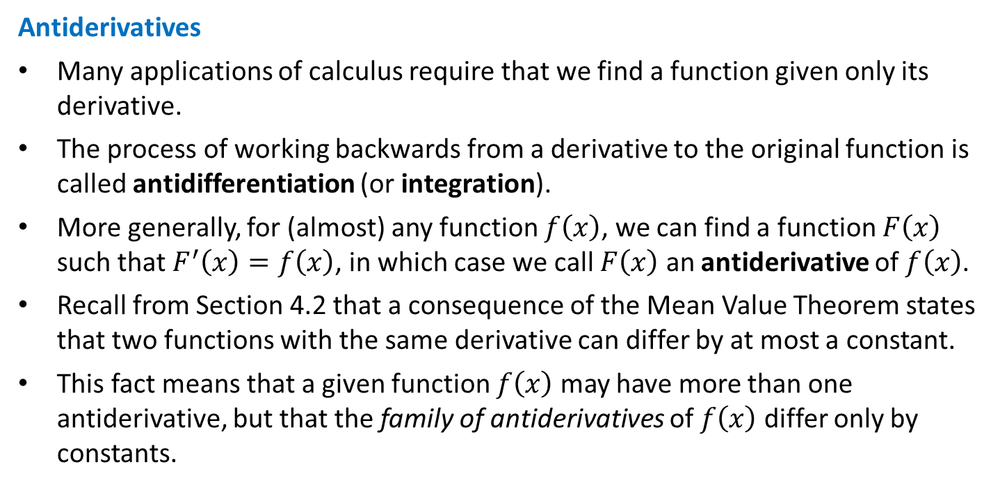 Antiderivatives
• Many applications of calculus require that we find a function given only its
derivative.
• The process of working backwards from a derivative to the original function is
called antidifferentiation (or integration).
• More generally, for (almost) any function f(x), we can find a function F(x)
such that F′(x) = f(x), in which case we call F(x) an antiderivative of f(x).
• Recall from Section 4.2 that a consequence of the Mean Value Theorem states
that two functions with the same derivative can differ by at most a constant.
• This fact means that a given function f(x) may have more than one
antiderivative, but that the family of antiderivatives of f(x) differ only by
constants.